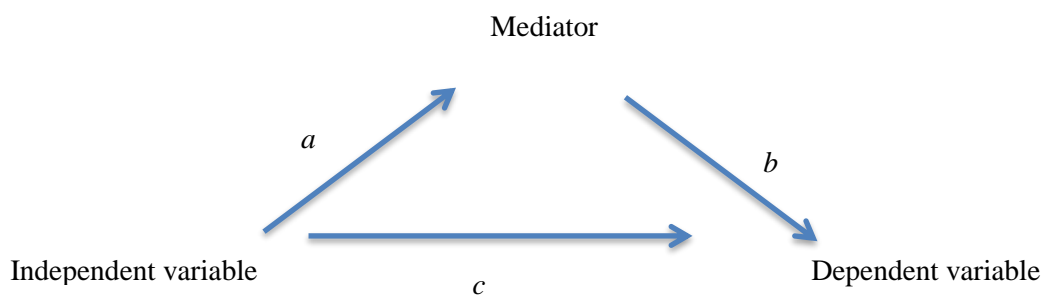 Mediator
a
b
Independent variable
Dependent variable
c